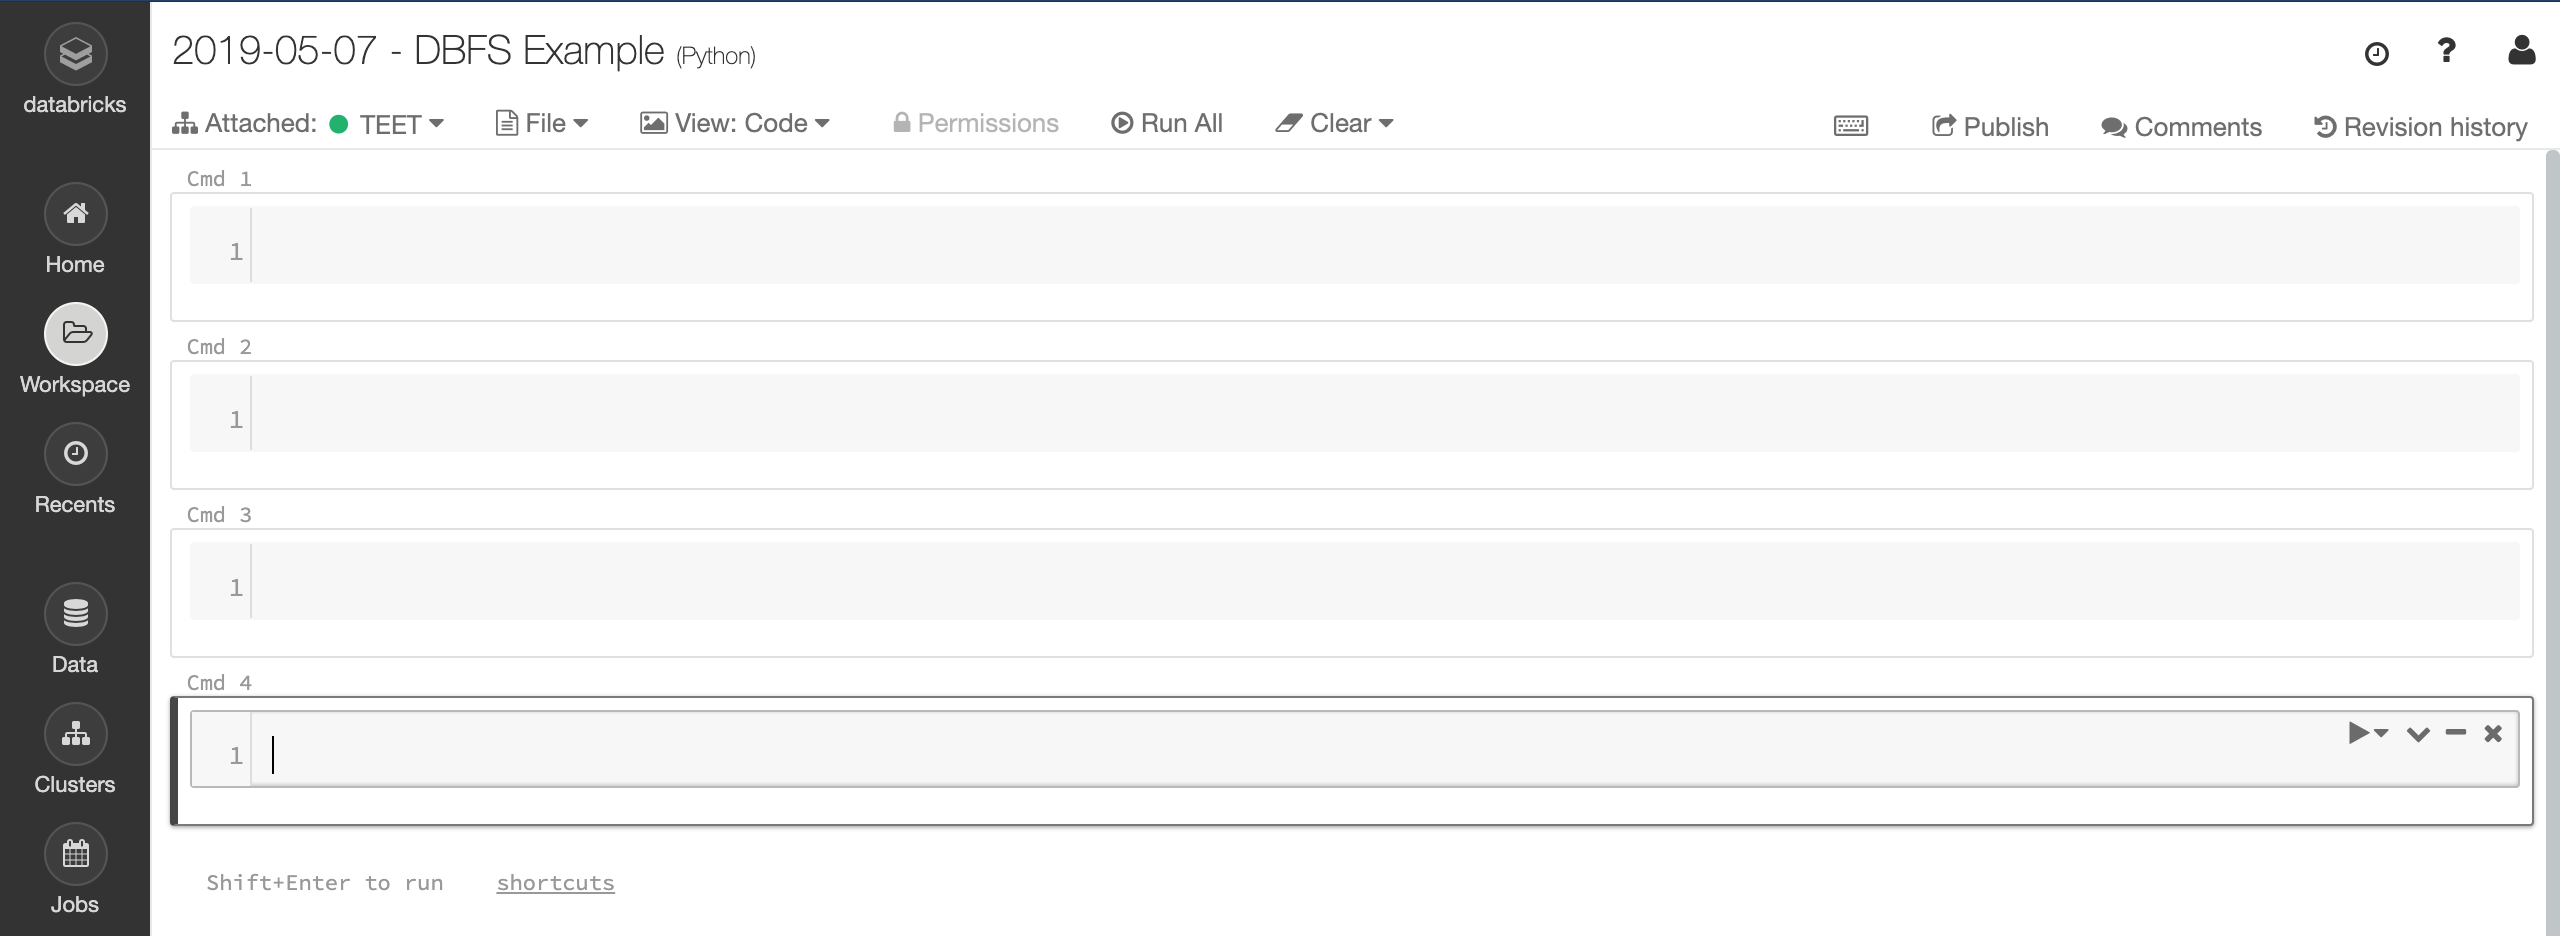 databricks
Home
Workspace
Recents
Data
Clusters
Jobs
2019-05-07 - DBFS Example (Python)
Attached: TEET File View: Code Permissions Run All Clear Publish Comments Revision history
Cmd 1
1
Cmd 2
1
Cmd 3
1
Cmd 4
1
Shift+Enter to run shortcuts